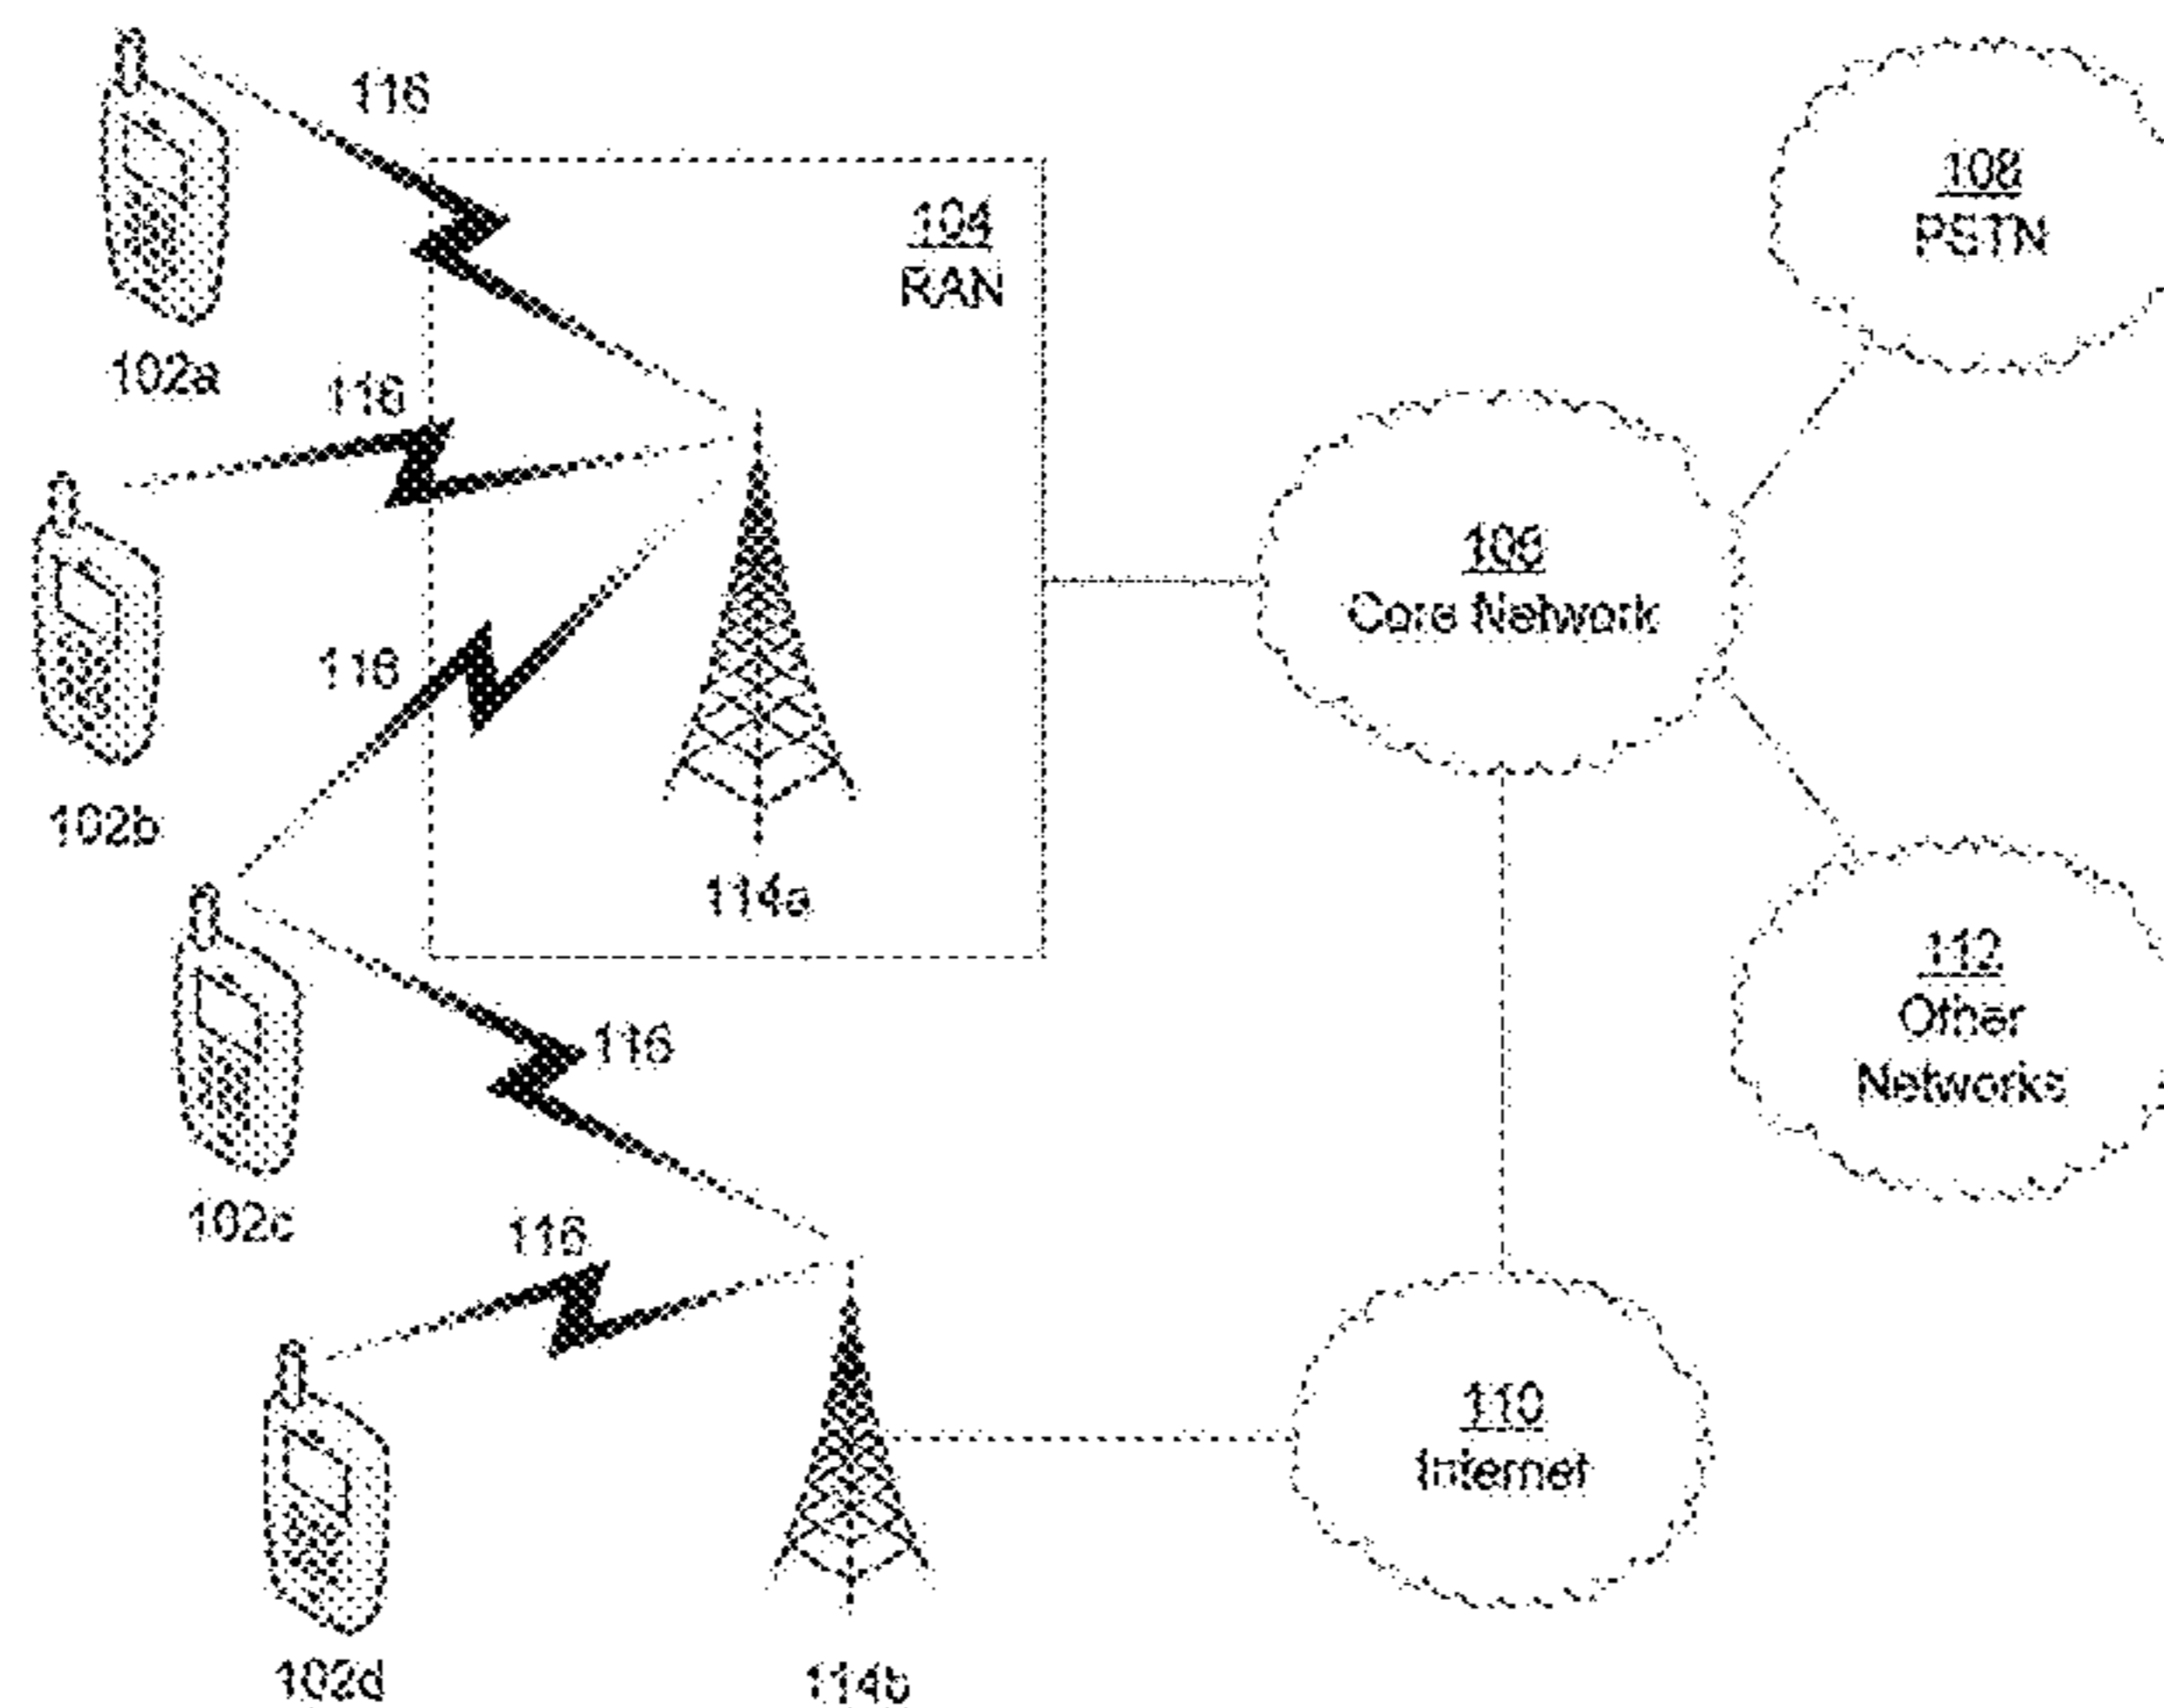 116
108
PSTN
104
RAN
102a
116
106
Core Network
116
102b
114a
112
Other
Networks
116
102c
116
110
Internet
102d
114b